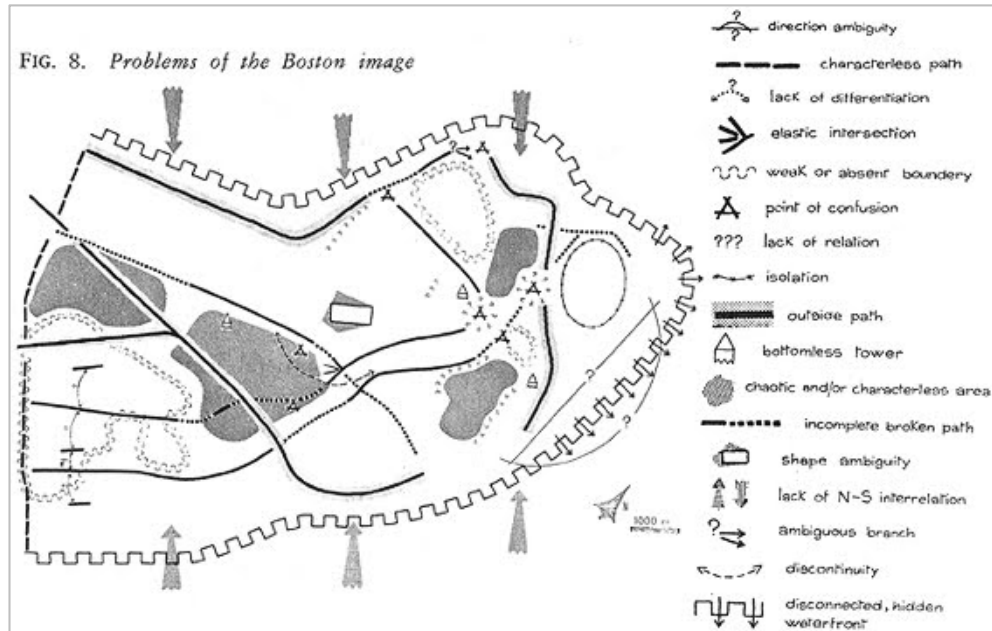 FIG. 8. Problems of the Boston image
?
?
direction ambiguity
characterless path
?
lack of differentiation
elastic intersection
weak or absent boundery
point of confusion
??? lack of relation
isolation
outside path
bottomless tower
chaotic and/or characterless area
incomplete broken path
shape ambiguity
lack of N-S interrelation
?
ambiguous branch
discontinuity
disconnected, hidden
waterfront
?
?
?
N